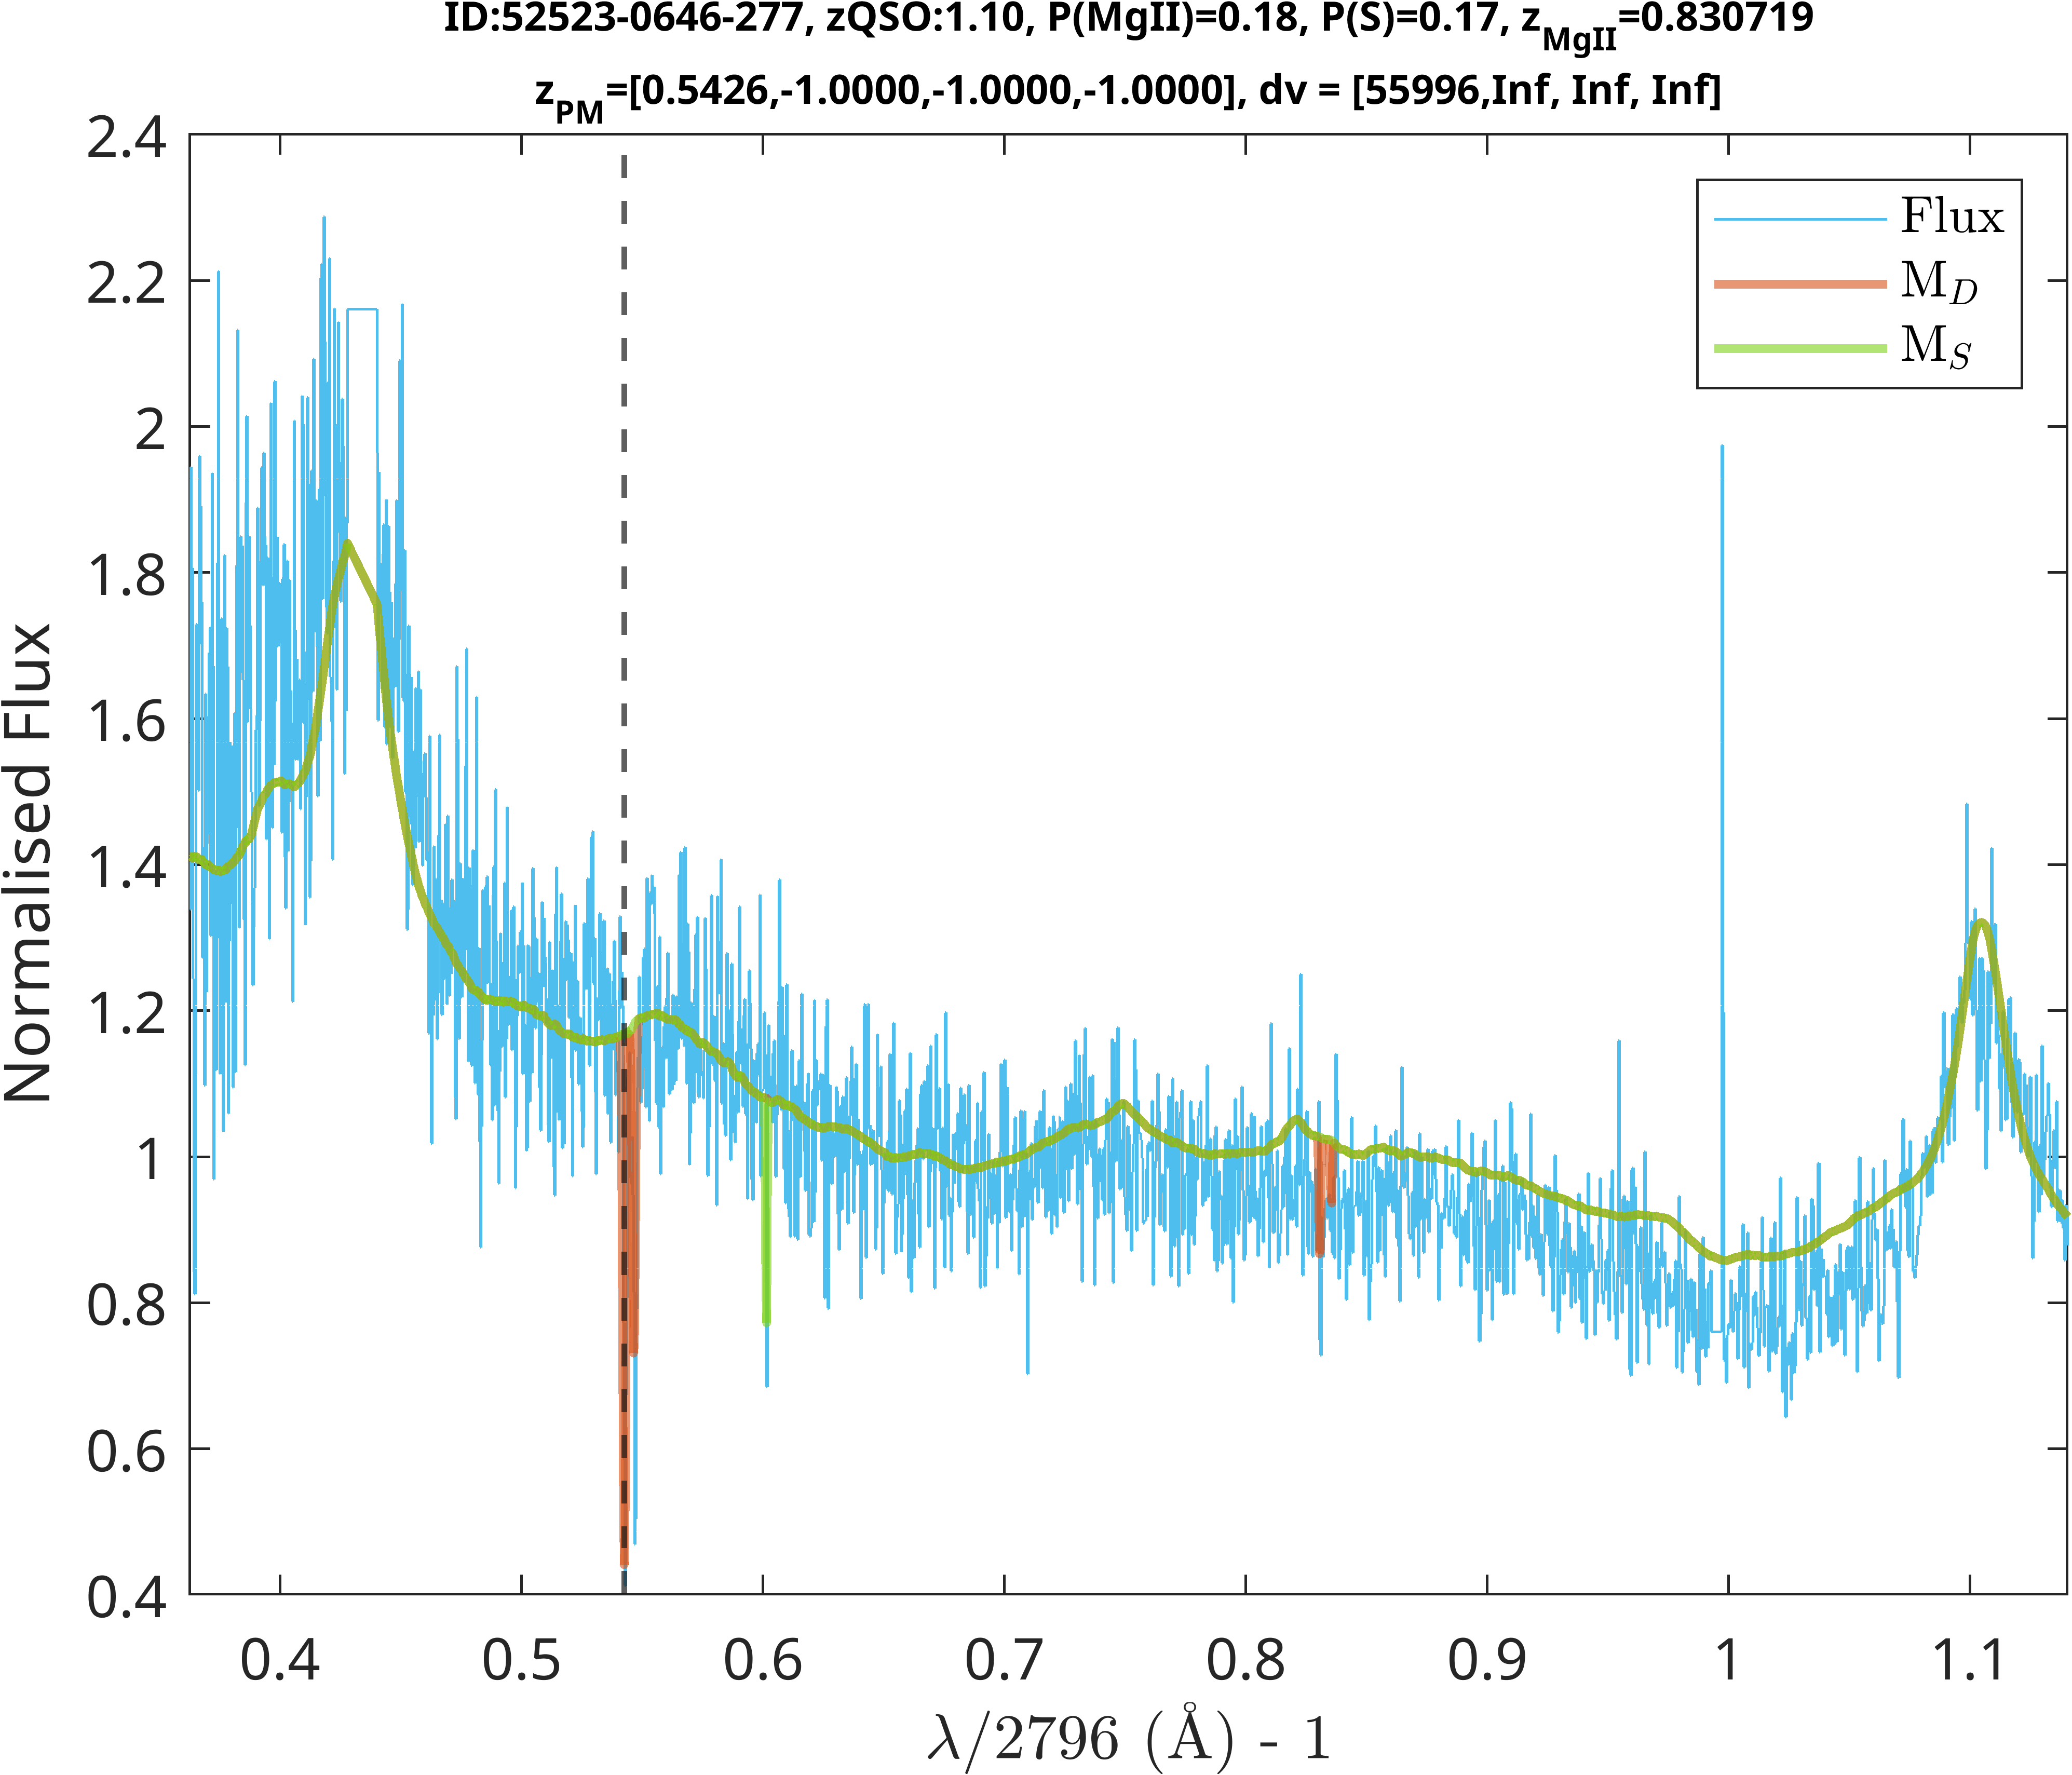 ID:52523-0646-277, zQSO:1.10, P(MgII)=0.18, P(S)=0.17, zMgII=0.830719
zPM=[0.5426,-1.0000,-1.0000,-1.0000], dv = [55996,Inf, Inf, Inf]
2.4
2.2
2
1.8
1.6
1.4
1.2
1
0.8
0.6
0.4
Normalised Flux
Flux
MD
MS
0.4 0.5 0.6 0.7 0.8 0.9 1 1.1
λ/2796 (Å) - 1